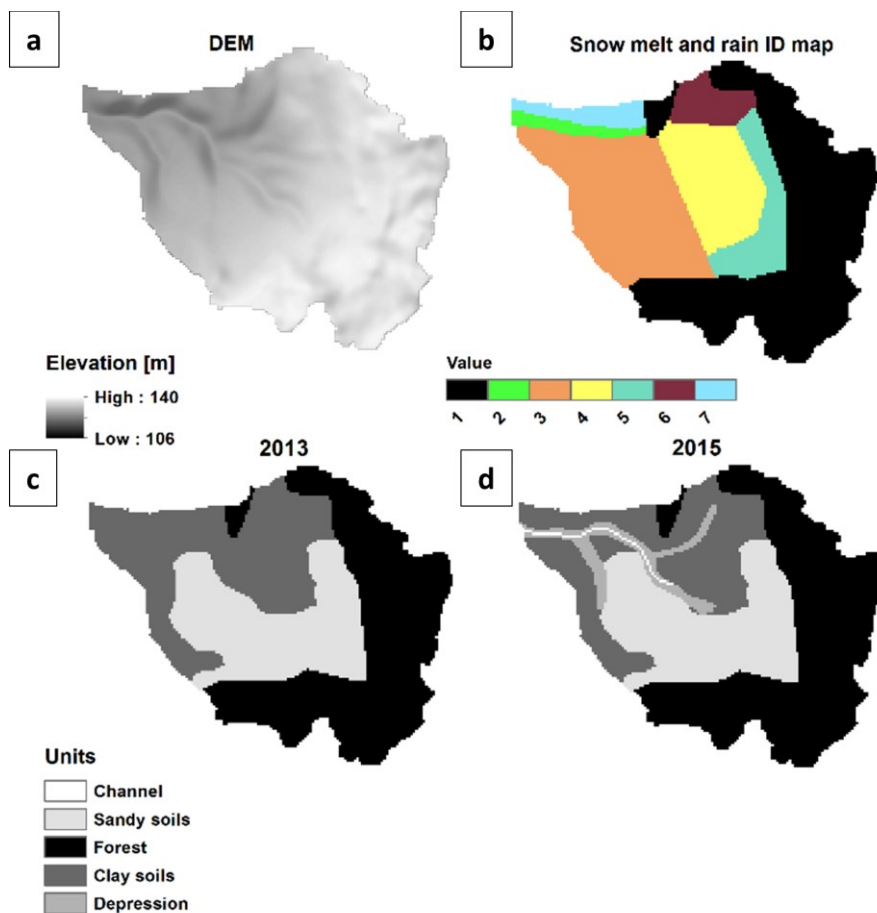 a
DEM
b
Snow melt and rain ID map
Elevation [m]
High : 140
Low : 106
Value
1 2 3 4 5 6 7
c
2013
d
2015
Units
Channel
Sandy soils
Forest
Clay soils
Depression